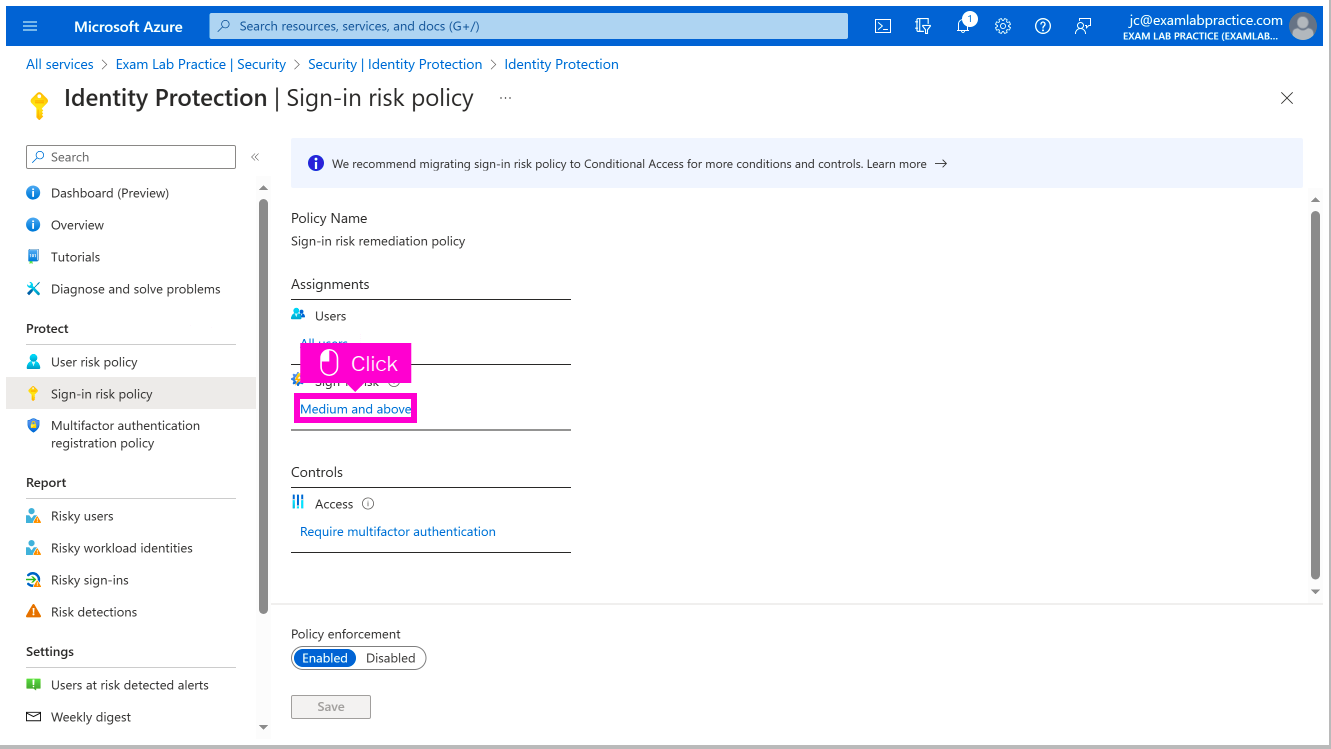 Microsoft Azure
Search resources, services, and docs (G+/)
1
jc@examlabpractice.com
EXAM LAB PRACTICE (EXAMLAB...
All services > Exam Lab Practice | Security > Security | Identity Protection > Identity Protection
Identity Protection | Sign-in risk policy ...
Search
«
Dashboard (Preview)
Overview
Tutorials
Diagnose and solve problems
Protect
User risk policy
Sign-in risk policy
Multifactor authentication
registration policy
Report
Risky users
Risky workload identities
Risky sign-ins
Risk detections
Settings
Users at risk detected alerts
Weekly digest
We recommend migrating sign-in risk policy to Conditional Access for more conditions and controls. Learn more →
Policy Name
Sign-in risk remediation policy
Assignments
Users
All users
Click
Sign-in risk
Medium and above
Controls
Access
Require multifactor authentication
Policy enforcement
Enabled Disabled
Save